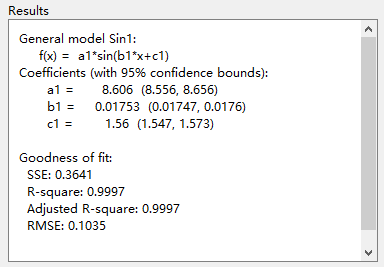 Results
General model Sin1:
f(x) = a1*sin(b1*x+c1)
Coefficients (with 95% confidence bounds):
a1 = 8.606 (8.556, 8.656)
b1 = 0.01753 (0.01747, 0.0176)
c1 = 1.56 (1.547, 1.573)
Goodness of fit:
SSE: 0.3641
R-square: 0.9997
Adjusted R-square: 0.9997
RMSE: 0.1035